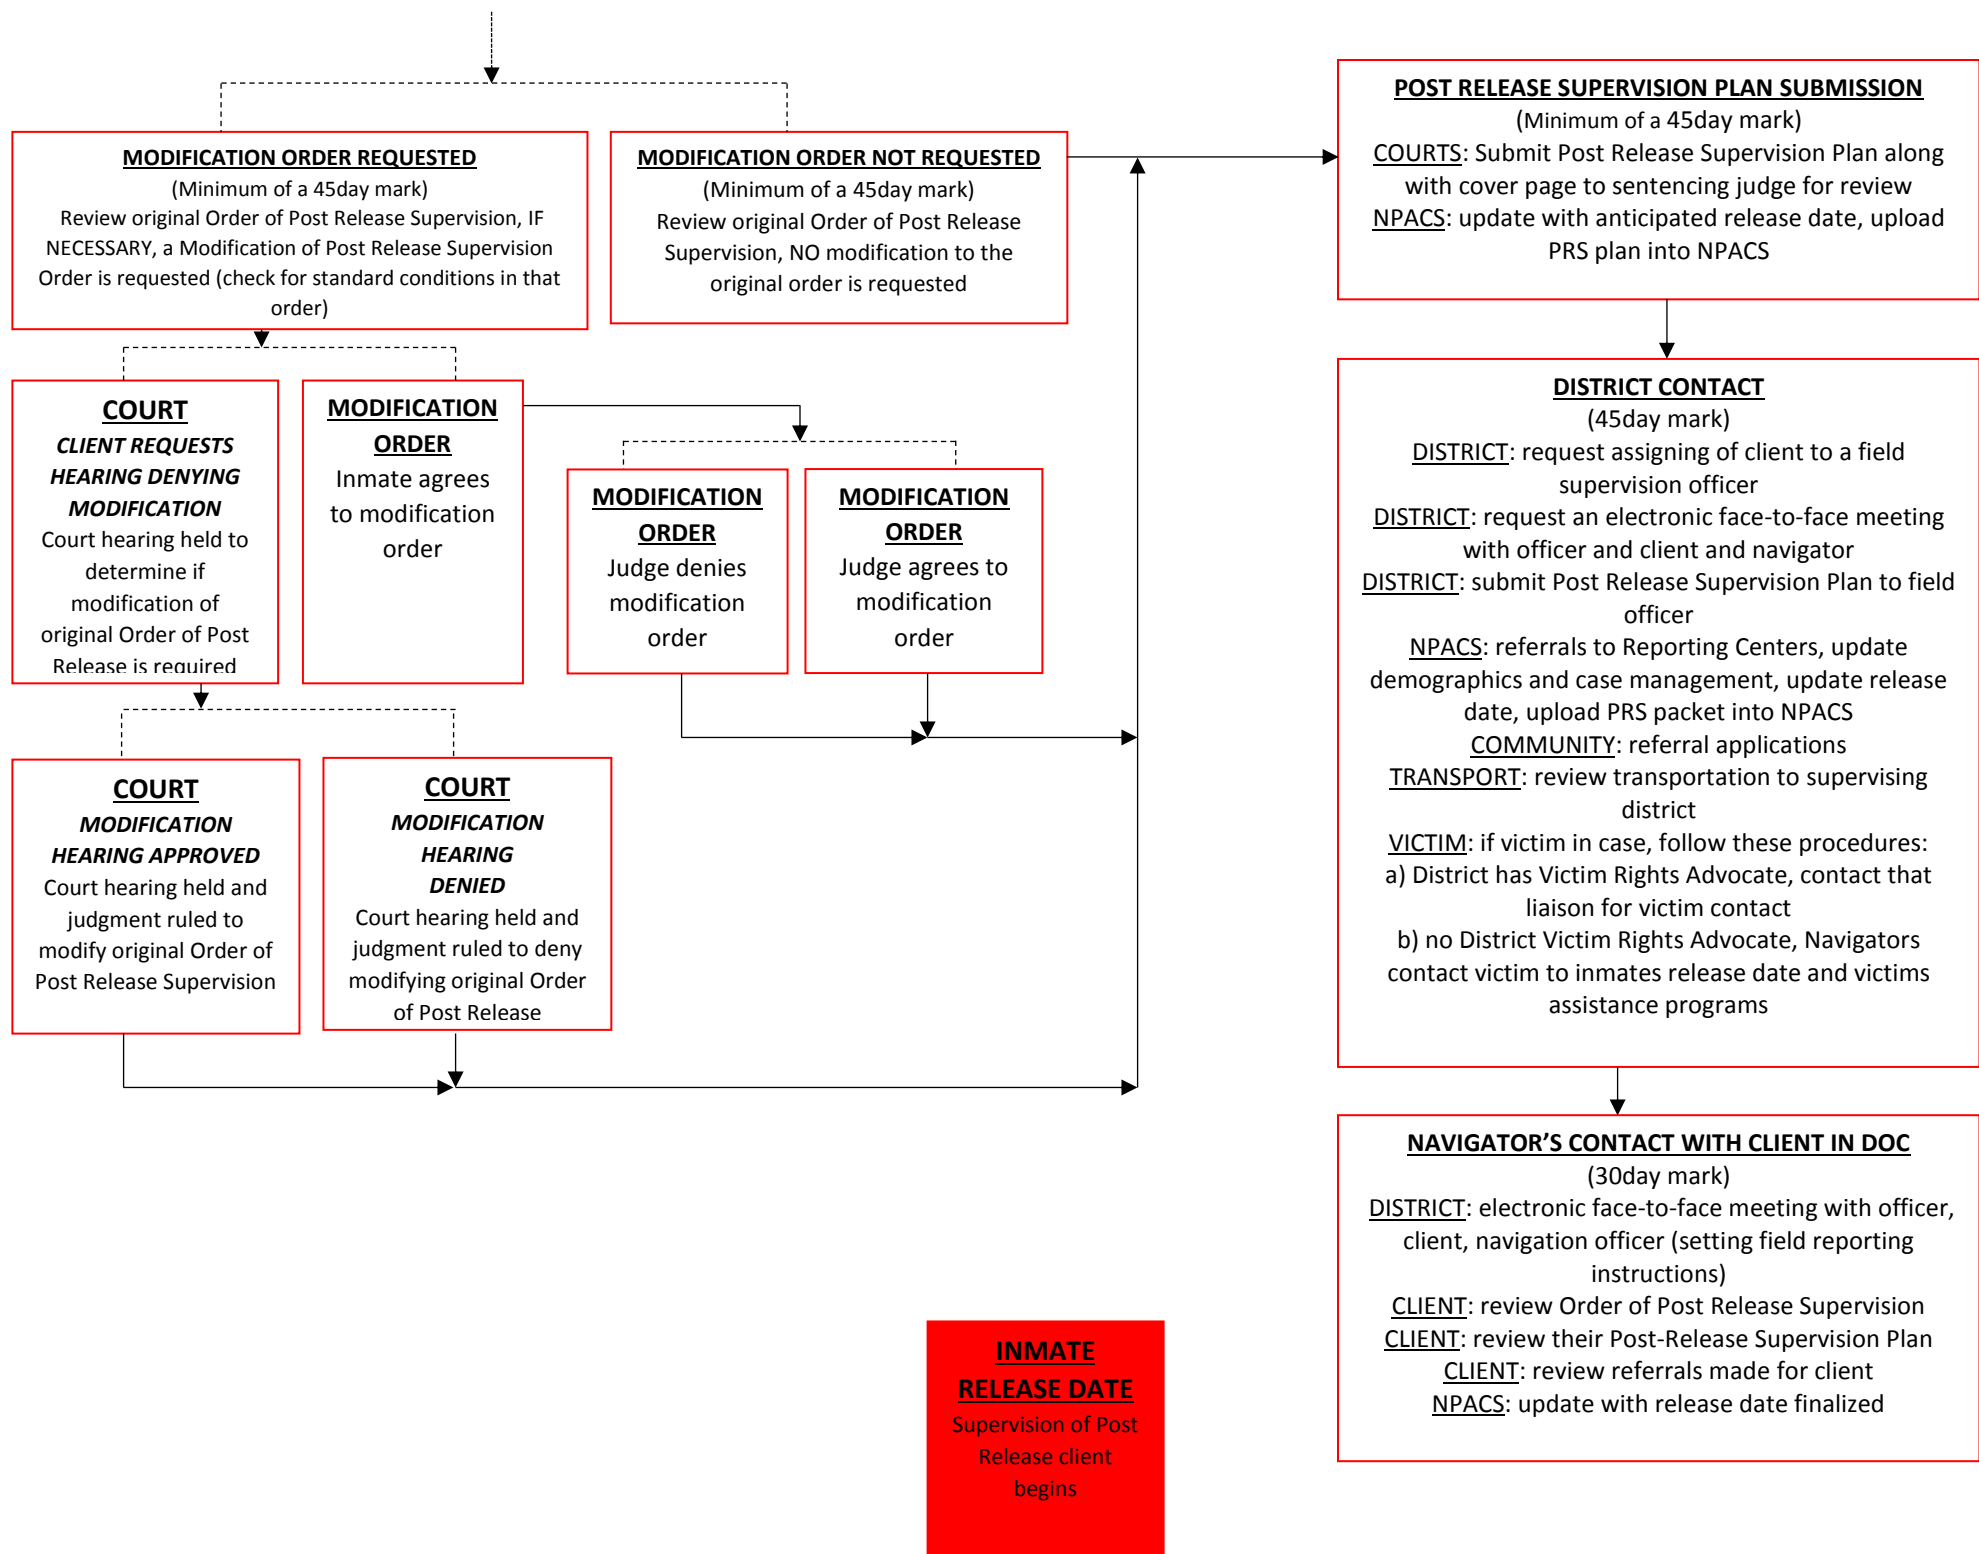 MODIFICATION ORDER REQUESTED
(Minimum of a 45day mark)
Review original Order of Post Release Supervision, IF
NECESSARY, a Modification of Post Release Supervision
Order is requested (check for standard conditions in that
order)
MODIFICATION ORDER NOT REQUESTED
(Minimum of a 45day mark)
Review original Order of Post Release
Supervision, NO modification to the
original order is requested
POST RELEASE SUPERVISION PLAN SUBMISSION
(Minimum of a 45day mark)
COURTS: Submit Post Release Supervision Plan along
with cover page to sentencing judge for review
NPACS: update with anticipated release date, upload
PRS plan into NPACS
COURT
CLIENT REQUESTS
HEARING DENYING
MODIFICATION
Court hearing held to
determine if
modification of
original Order of Post
Release is required
MODIFICATION
ORDER
Inmate agrees
to modification
order
MODIFICATION
ORDER
Judge denies
modification
order
MODIFICATION
ORDER
Judge agrees to
modification
order
COURT
MODIFICATION
HEARING APPROVED
Court hearing held and
judgment ruled to
modify original Order of
Post Release Supervision
COURT
MODIFICATION
HEARING
DENIED
Court hearing held and
judgment ruled to deny
modifying original Order
of Post Release
DISTRICT CONTACT
(45day mark)
DISTRICT: request assigning of client to a field
supervision officer
DISTRICT: request an electronic face-to-face meeting
with officer and client and navigator
DISTRICT: submit Post Release Supervision Plan to field
officer
NPACS: referrals to Reporting Centers, update
demographics and case management, update release
date, upload PRS packet into NPACS
COMMUNITY: referral applications
TRANSPORT: review transportation to supervising
district
VICTIM: if victim in case, follow these procedures:
a) District has Victim Rights Advocate, contact that
liaison for victim contact
b) no District Victim Rights Advocate, Navigators
contact victim to inmates release date and victims
assistance programs
NAVIGATOR’S CONTACT WITH CLIENT IN DOC
(30day mark)
DISTRICT: electronic face-to-face meeting with officer,
client, navigation officer (setting field reporting
instructions)
CLIENT: review Order of Post Release Supervision
CLIENT: review their Post-Release Supervision Plan
CLIENT: review referrals made for client
NPACS: update with release date finalized
INMATE
RELEASE DATE
Supervision of Post
Release client
begins